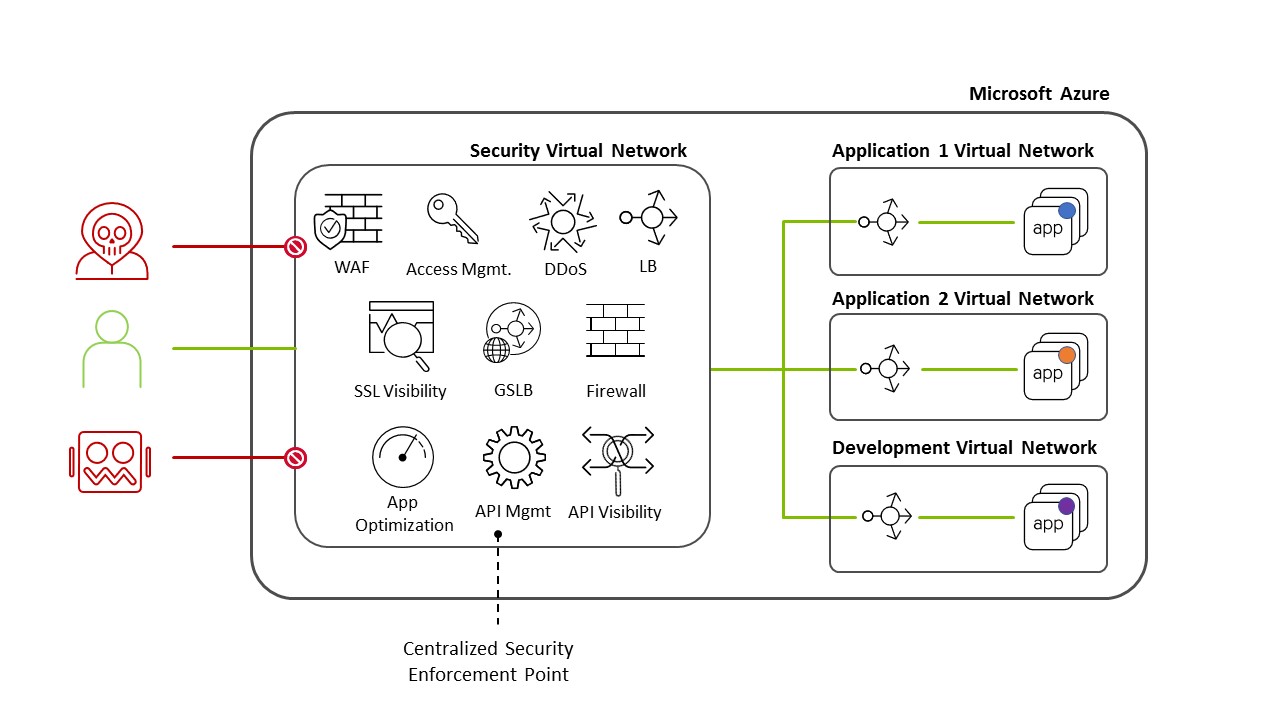 Microsoft Azure
Security Virtual Network
WAF
Access Mgmt.
DDoS
LB
SSL Visibility
GSLB
Firewall
App
Optimization
API Mgmt
API Visibility
Centralized Security
Enforcement Point
Application 1 Virtual Network
app
Application 2 Virtual Network
app
Development Virtual Network
app